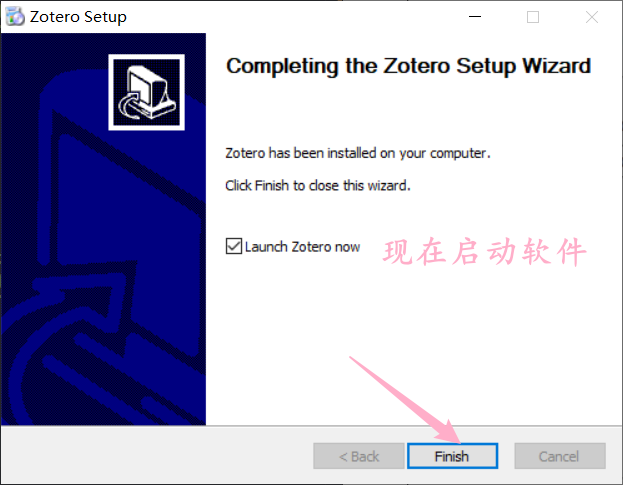 Zotero Setup
Completing the Zotero Setup Wizard
Zotero has been installed on your computer.
Click Finish to close this wizard.
Launch Zotero now
现在启动软件
< Back
Finish
Cancel